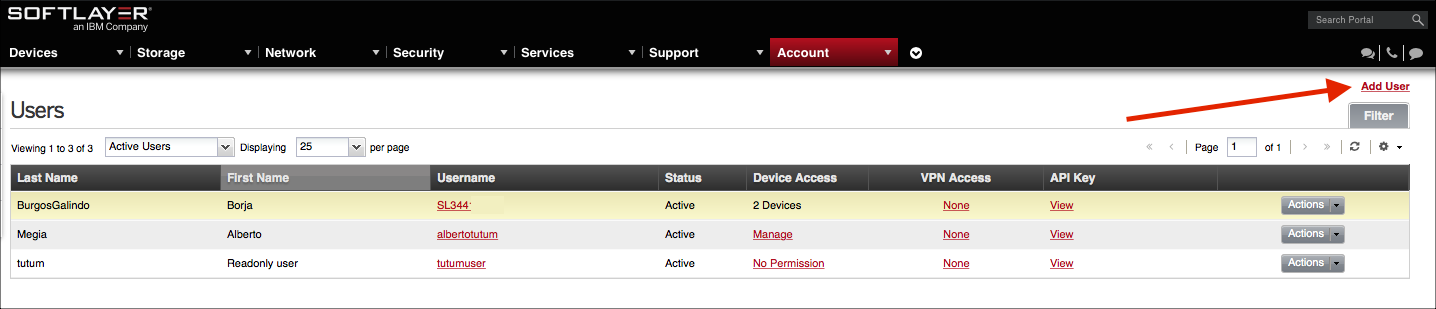 SOFTLAYER®
an IBM Company
Search Portal
Devices Storage Network Security Services Support Account
Add User
Users
Filter
Viewing 1 to 3 of 3 Active Users Displaying 25 per page « ‹ Page 1 of 1 › »
Last Name First Name Username Status Device Access VPN Access API Key
BurgosGalindo Borja SL344 Active 2 Devices None View Actions
Megia Alberto albertotutum Active Manage None View Actions
tutum Readonly user tutumuser Active No Permission None View Actions